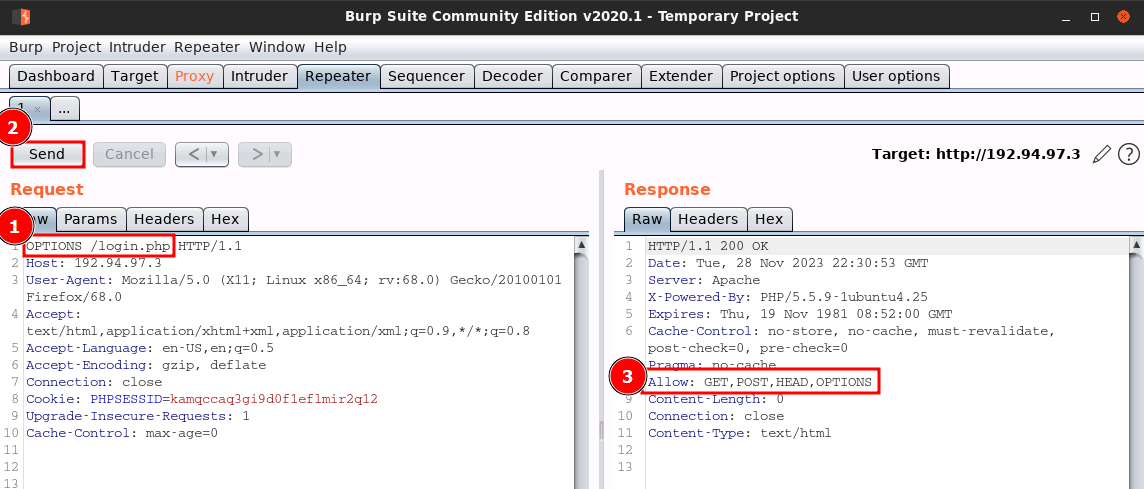 Burp Suite Community Edition v2020.1 - Temporary Project
Burp Project Intruder Repeater Window Help
Dashboard Target Proxy Intruder Repeater Sequencer Decoder Comparer Extender Project options User options
1 × ...
2
Send Cancel < > Target: http://192.94.97.3 ?
Request
1
Params Headers Hex
1 OPTIONS /login.php HTTP/1.1
2 Host: 192.94.97.3
3 User-Agent: Mozilla/5.0 (X11; Linux x86_64; rv:68.0) Gecko/20100101
Firefox/68.0
4 Accept:
text/html,application/xhtml+xml,application/xml;q=0.9,*/*;q=0.8
5 Accept-Language: en-US,en;q=0.5
6 Accept-Encoding: gzip, deflate
7 Connection: close
8 Cookie: PHPSESSID=kamqccaq3gi9d0f1eflmir2q12
9 Upgrade-Insecure-Requests: 1
10 Cache-Control: max-age=0
11
12
13
Response
Raw Headers Hex
1 HTTP/1.1 200 OK
2 Date: Tue, 28 Nov 2023 22:30:53 GMT
3 Server: Apache
4 X-Powered-By: PHP/5.5.9-1ubuntu4.25
5 Expires: Thu, 19 Nov 1981 08:52:00 GMT
6 Cache-Control: no-store, no-cache, must-revalidate,
post-check=0, pre-check=0
Pragma: no-cache
3
Allow: GET,POST,HEAD,OPTIONS
9 Content-Length: 0
10 Connection: close
11 Content-Type: text/html
12
13